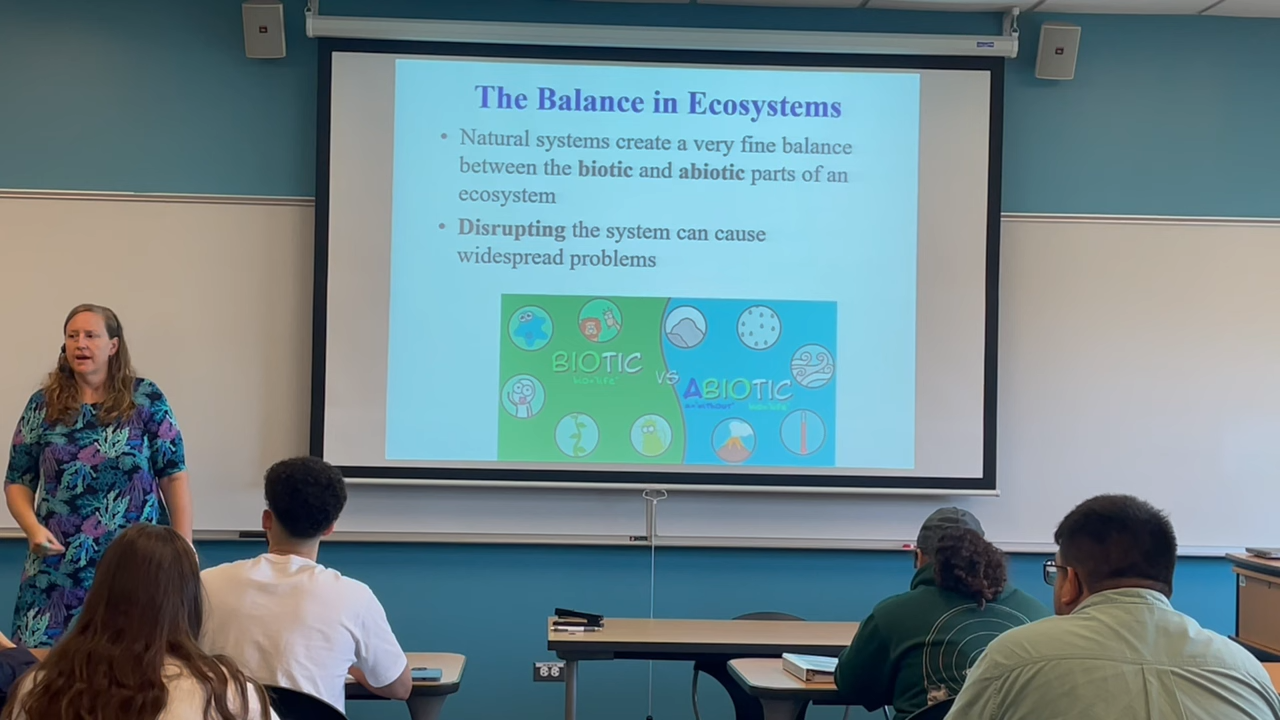 The Balance in Ecosystems
• Natural systems create a very fine balance
between the biotic and abiotic parts of an
ecosystem
• Disrupting the system can cause
widespread problems
BIOTIC
VS
ABIOTIC